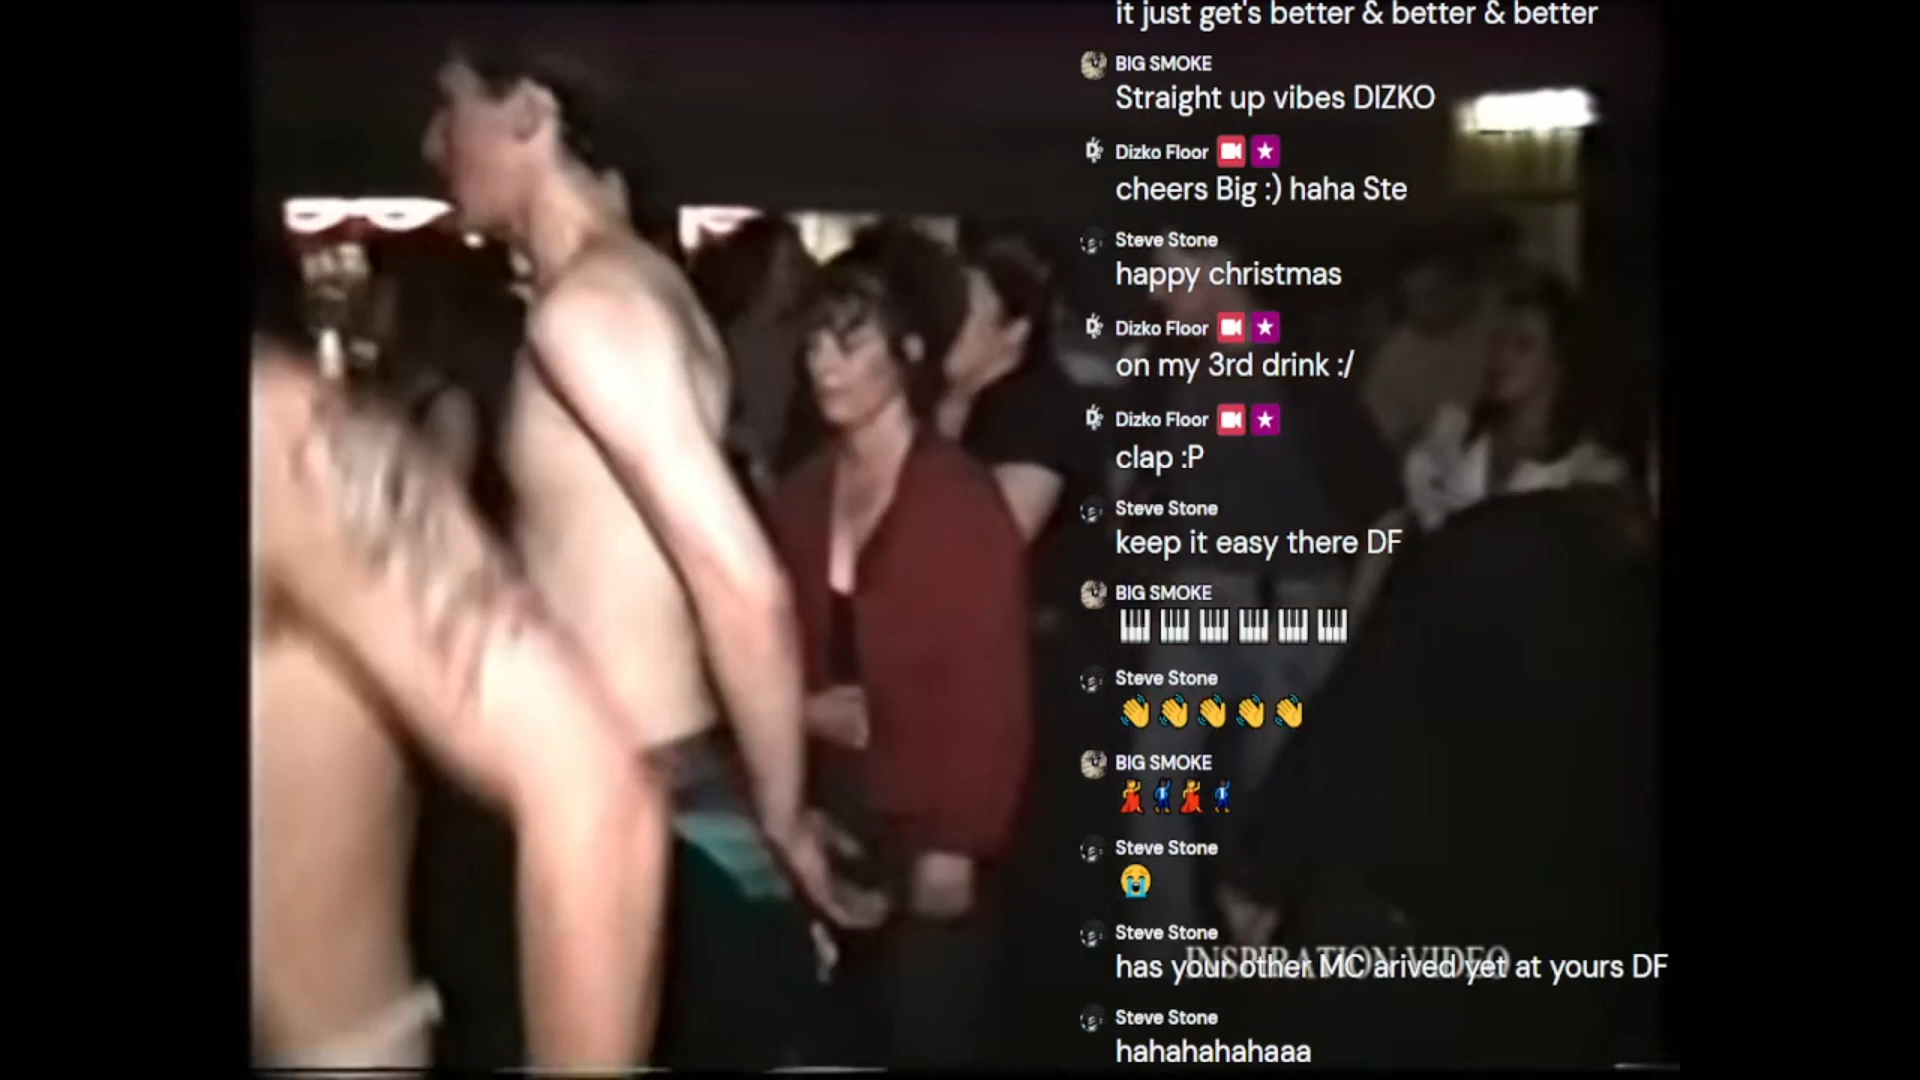 it just get's better & better & better
BIG SMOKE
Straight up vibes DIZKO
Dizko Floor
cheers Big :) haha Ste
Steve Stone
happy christmas
Dizko Floor
on my 3rd drink :/
Dizko Floor
clap :P
Steve Stone
keep it easy there DF
BIG SMOKE
🎹🎹🎹🎹🎹🎹
Steve Stone
👏👏👏👏👏
BIG SMOKE
💃🕺💃🕺
Steve Stone
😭
Steve Stone
INSPIRATION VIDEO
has your other MC arived yet at yours DF
Steve Stone
hahahahahaaa